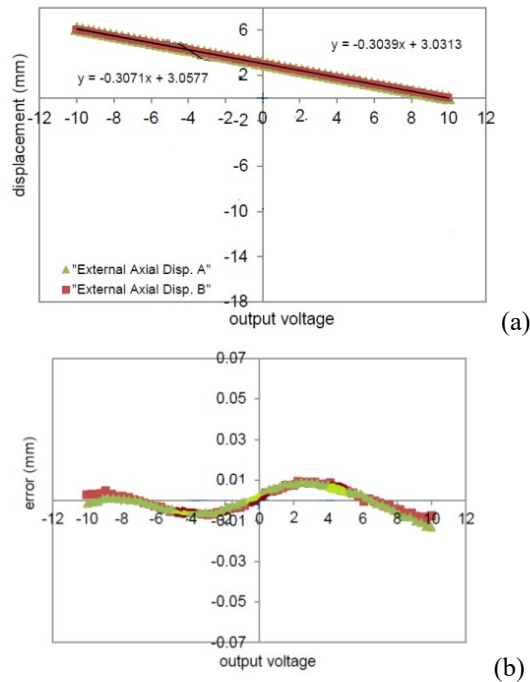 6
y = -0.3039x + 3.0313
2
y = -0.3071x + 3.0577
-12 -10 -8 -6 -4 -2 0 2 4 6 8 10 12
-2
-6
displacement (mm)
-10
"External Axial Disp. A"
-14
"External Axial Disp. B"
-18
output voltage
(a)
0.07
0.05
0.03
error (mm)
0.01
-12 -10 -8 -6 -4 -2 0 2 4 6 8 10 12
-0.01
-0.03
-0.05
-0.07
output voltage
(b)